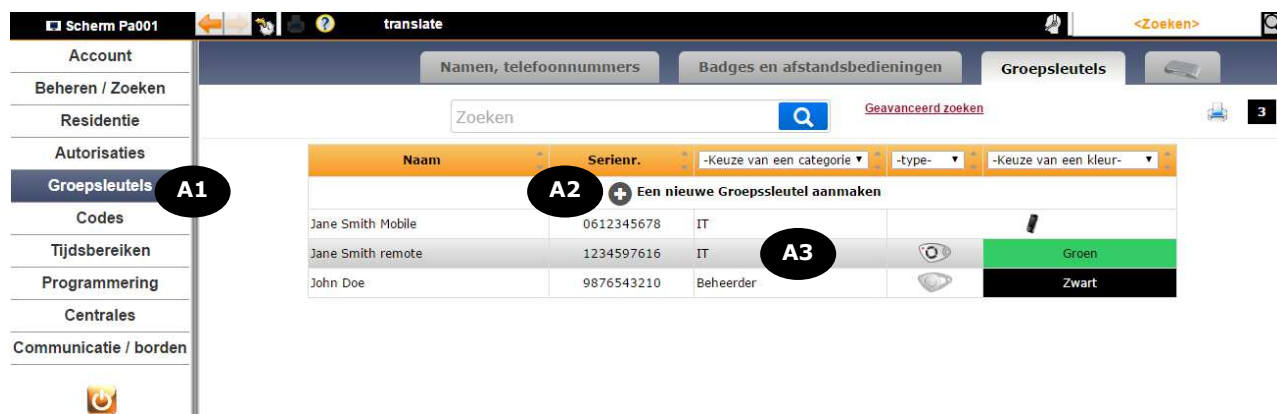 Scherm Pa001 translate <Zoeken>
Account
Beheren / Zoeken
Residentie
Autorisaties
Groepsleutels
Codes
Tijdsbereiken
Programmering
Centrales
Communicatie / borden
A1
Namen, telefoonnummers Badges en afstandsbedieningen Groepsleutels
Zoeken Geavanceerd zoeken 3
Naam Serienr. -Keuze van een categorie -type- -Keuze van een kleur-
A2 Een nieuwe Groepssleutel aanmaken
Jane Smith Mobile 0612345678 IT
Jane Smith remote 1234597616 IT A3 Groen
John Doe 9876543210 Beheerder Zwart